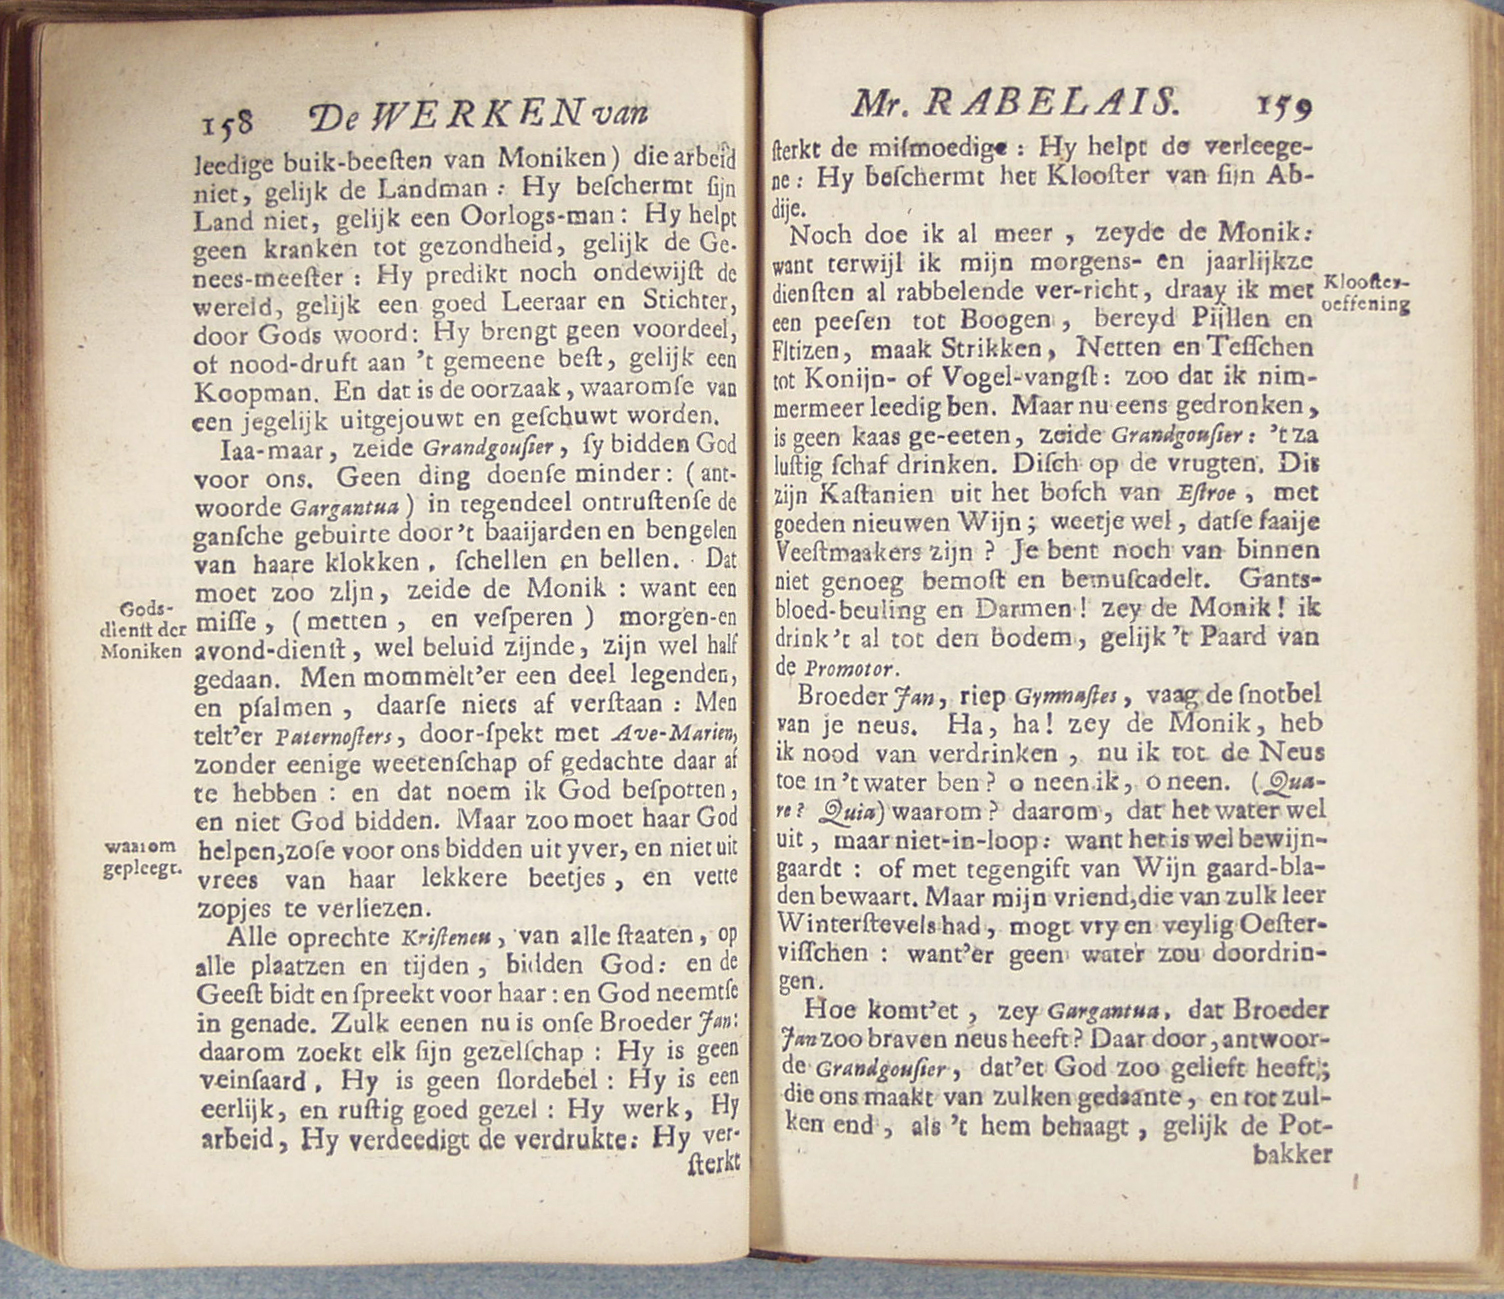 158 De WERKEN van
leedige buik-beeſten van Moniken) die arbeid
niet, gelijk de Landman : Hy beſchermt ſijn
Land niet, gelijk een Oorlogs-man : Hy helpt
geen kranken tot gezondheid, gelijk de Ge-
nees-meeſter : Hy predikt noch ondewijſt de
wereld, gelijk een goed Leeraar en Stichter,
door Gods woord: Hy brengt geen voordeel,
of nood-druft aan 't gemeene beſt, gelijk een
Koopman. En dat is de oorzaak, waaromſe van
een jegelijk uitgejouwt en geſchuwt worden.
Iaa-maar, zeide Grandgouſier, ſy bidden God
voor ons. Geen ding doenſe minder: (ant-
woorde Gargantua) in tegendeel ontruſtenſe de
ganſche gebuirte door 't baaijarden en bengelen
van haare klokken, ſchellen en bellen. Dat
moet zoo zijn, zeide de Monik : want een
miſſe, (metten, en veſperen) morgen-en
avond-dienſt, wel beluid zijnde, zijn wel half
gedaan. Men mommelt'er een deel legenden,
en pſalmen, daarſe niets af verſtaan : Men
telt'er Paternoſters, door-ſpekt met Ave-Marien,
zonder eenige weetenſchap of gedachte daar af
te hebben : en dat noem ik God beſpotten,
en niet God bidden. Maar zoo moet haar God
helpen, zoſe voor ons bidden uit yver, en niet uit
vrees van haar lekkere beetjes, en vette
zopjes te verliezen.
Alle oprechte Kriſtenen, van alle ſtaaten, op
alle plaatzen en tijden, bidden God: en de
Geeſt bidt en ſpreekt voor haar : en God neemtſe
in genade. Zulk eenen nu is onſe Broeder Jan:
daarom zoekt elk ſijn gezelſchap : Hy is geen
veinſaard, Hy is geen ſlordebel : Hy is een
eerlijk, en ruſtig goed gezel : Hy werk, Hy
arbeid, Hy verdeedigt de verdrukte: Hy ver-
ſterkt
Gods-
dienſt der
Moniken
waarom
gepleegt.
Mr. RABELAIS. 159
ſterkt de miſmoedige : Hy helpt de verleege-
ne : Hy beſchermt het Klooſter van ſijn Ab-
dije.
Noch doe ik al meer, zeyde de Monik:
want terwijl ik mijn morgens- en jaarlijkze
dienſten al rabbelende ver-richt, draay ik met
een peeſen tot Boogen, bereyd Pijllen en
Fltizen, maak Strikken, Netten en Teſſchen
tot Konijn- of Vogel-vangſt: zoo dat ik nim-
mermeer leedig ben. Maar nu eens gedronken,
is geen kaas ge-eeten, zeide Grandgouſier: 't za
luſtig ſchaf drinken. Diſch op de vrugten. Dit
zijn Kaſtanien uit het boſch van Eſtroe, met
goeden nieuwen Wijn; weetje wel, datſe faaije
Veeſtmaakers zijn ? Je bent noch van binnen
niet genoeg bemoſt en bemuſcadelt. Gants-
bloed-beuling en Darmen! zey de Monik! ik
drink 't al tot den bodem, gelijk 't Paard van
de Promotor.
Broeder Jan, riep Gymnaſtes, vaag de ſnotbel
van je neus. Ha, ha! zey de Monik, heb
ik nood van verdrinken, nu ik tot de Neus
toe in 't water ben? o neen ik, o neen. (Qua-
re? Quia) waarom? daarom, dat het water wel
uit, maar niet-in-loop: want het is wel bewijn-
gaardt : of met tegengift van Wijn gaard-bla-
den bewaart. Maar mijn vriend, die van zulk leer
Winterſtevels had, mogt vry en veylig Oeſter-
viſſchen : want'er geen water zou doordrin-
gen.
Hoe komt'et, zey Gargantua, dat Broeder
Jan zoo braven neus heeft? Daar door, antwoor-
de Grandgouſier, dat'et God zoo gelieft heeft;
die ons maakt van zulken gedaante, en tot zul-
ken end, als 't hem behaagt, gelijk de Pot-
bakker
Klooſter-
oeffening